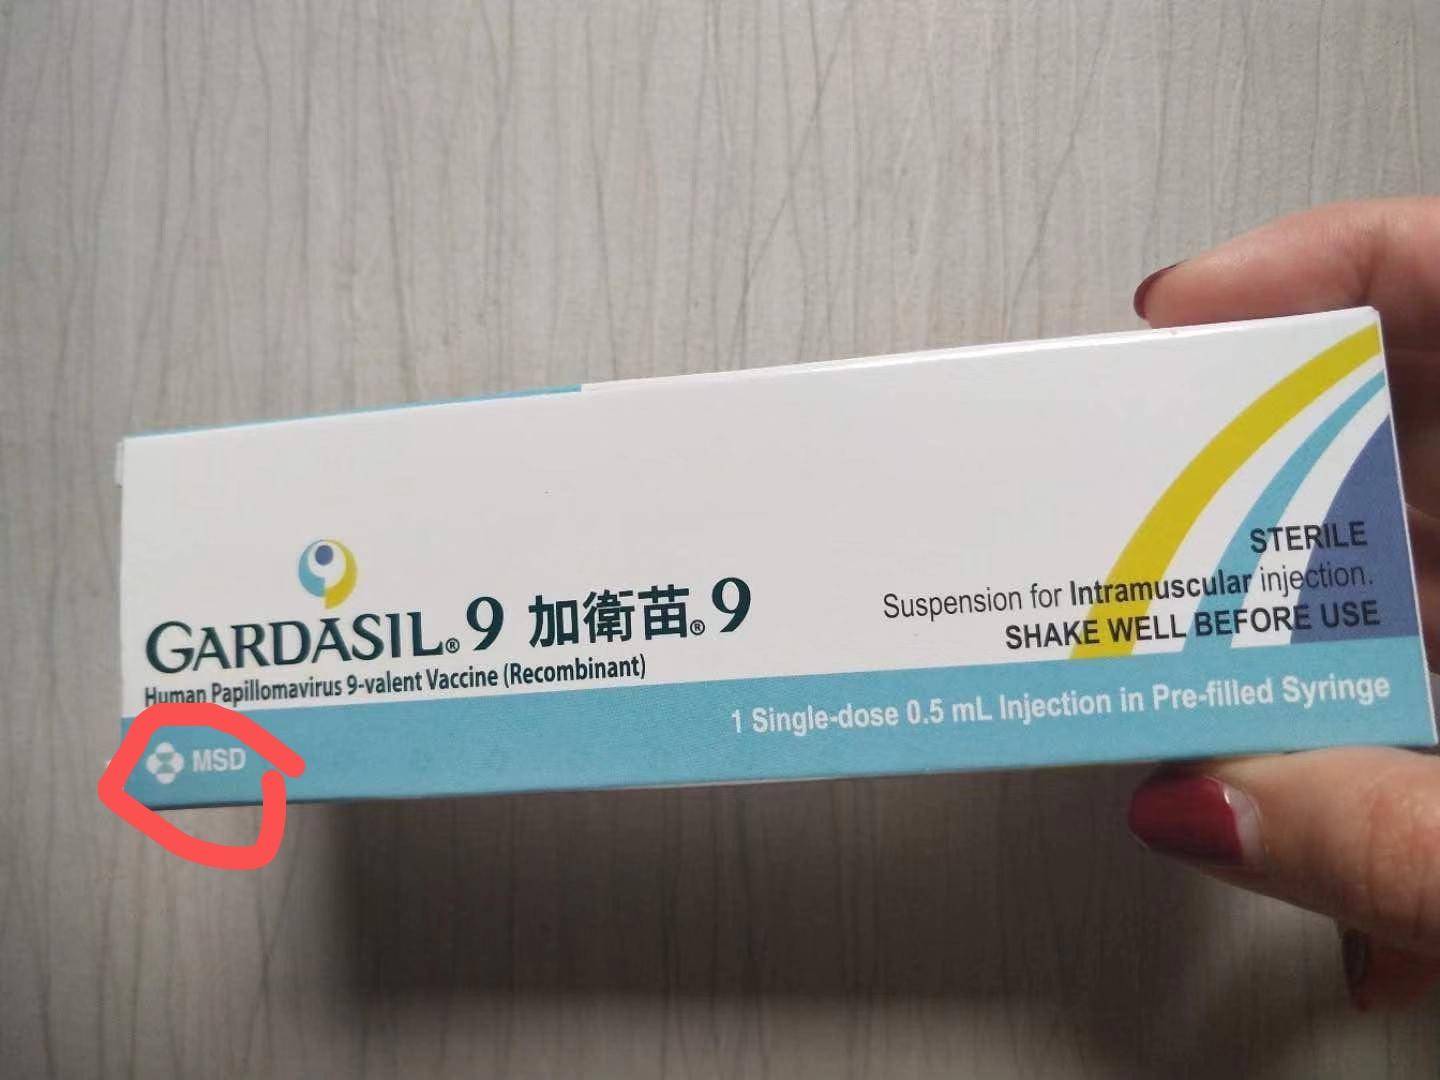 GARDASIL®9 加衛苗®9
Human Papillomavirus 9-valent Vaccine (Recombinant)
STERILE
Suspension for Intramuscular injection.
SHAKE WELL BEFORE USE
1 Single-dose 0.5 mL Injection in Pre-filled Syringe
MSD